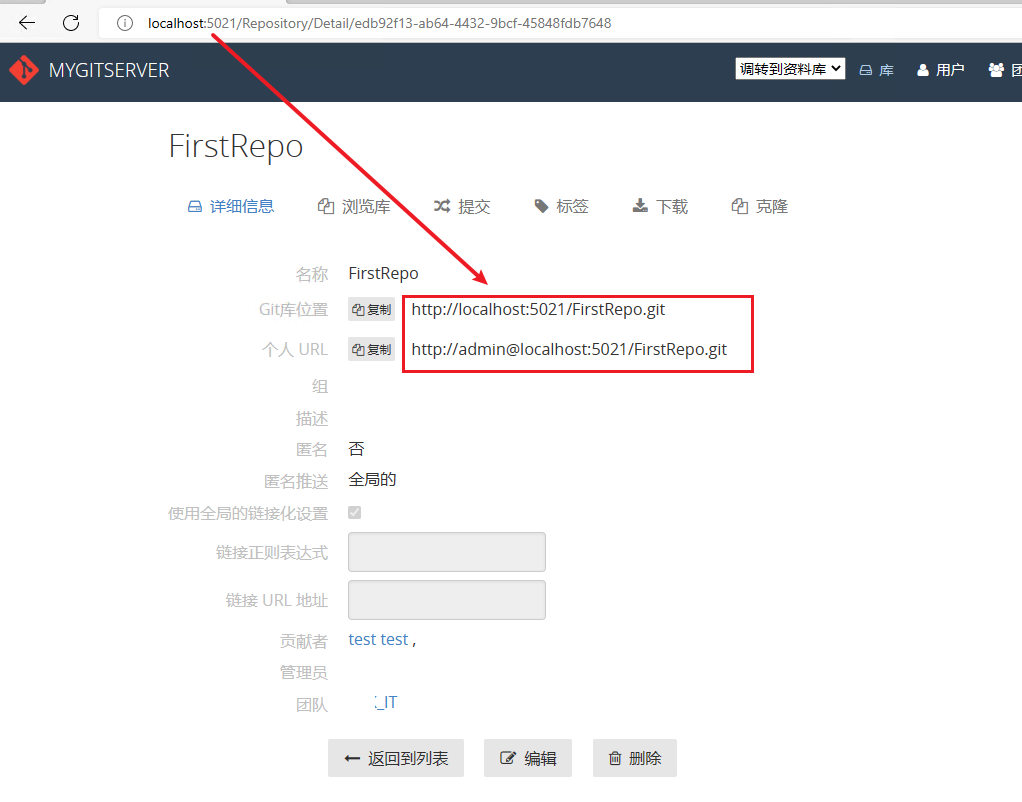 localhost:5021/Repository/Detail/edb92f13-ab64-4432-9bcf-45848fdb7648
MYGITSERVER 调转到资料库 库 用户
FirstRepo
详细信息 浏览库 提交 标签 下载 克隆
名称 FirstRepo
Git库位置 复制 http://localhost:5021/FirstRepo.git
个人 URL 复制 http://admin@localhost:5021/FirstRepo.git
组
描述
匿名 否
匿名推送 全局的
使用全局的链接化设置
链接正则表达式
链接 URL 地址
贡献者 test test ,
管理员
团队 _IT
返回到列表 编辑 删除